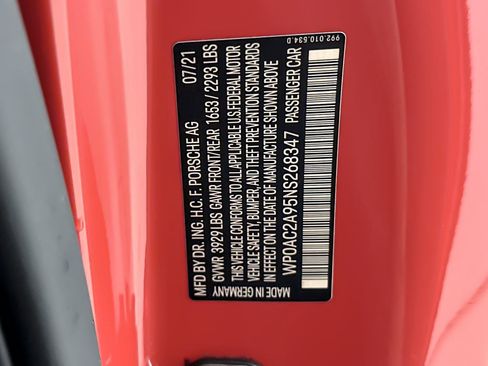 MFD BY DR. ING. H.C. F. PORSCHE AG 07/21
GVWR 3929 LBS GAWR FRONT/REAR 1653 / 2293 LBS
THIS VEHICLE CONFORMS TO ALL APPLICABLE U.S.FEDERAL MOTOR
VEHICLE SAFETY, BUMPER, AND THEFT PREVENTION STANDARDS
IN EFFECT ON THE DATE OF MANUFACTURE SHOWN ABOVE
WP0AC2A95NS268347 PASSENGER CAR
MADE IN GERMANY
992.010.534.D